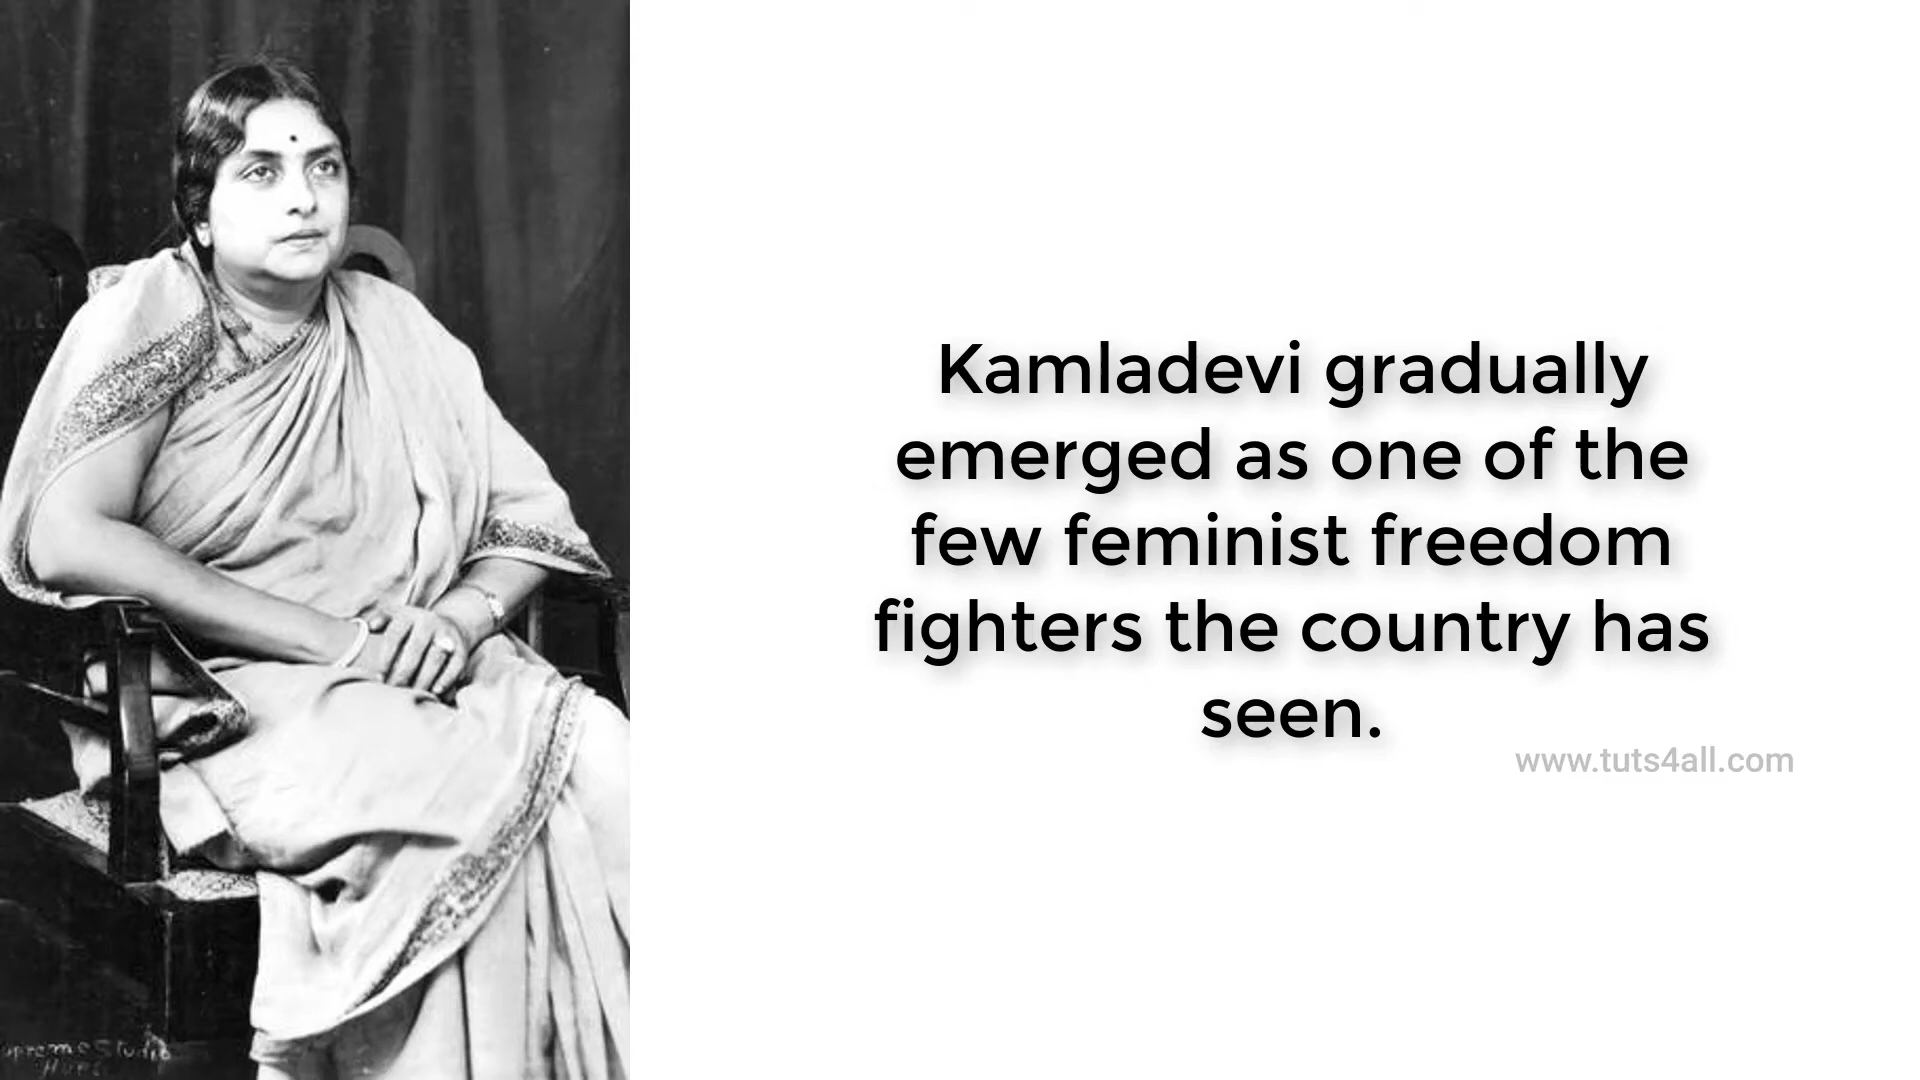 Kamladevi gradually
emerged as one of the
few feminist freedom
fighters the country has
seen.
www.tuts4all.com